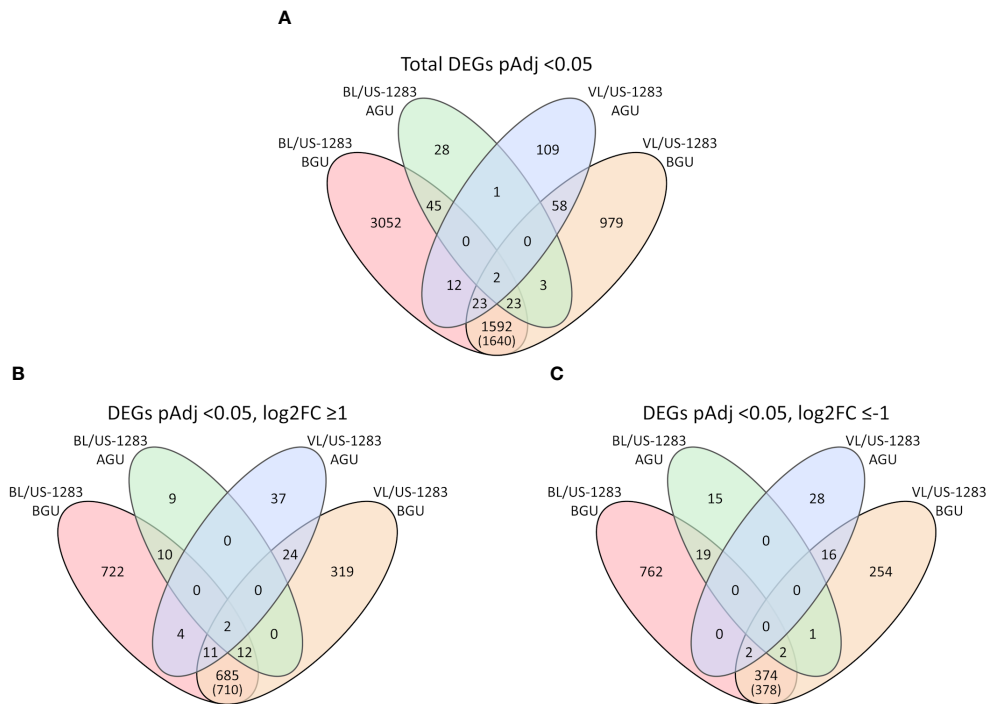 A
Total DEGs pAdj <0.05
BL/US-1283
AGU
VL/US-1283
AGU
BL/US-1283
BGU
VL/US-1283
BGU
28
109
1
45
58
3052
979
0
0
2
12
3
23
23
1592
(1640)
B
DEGs pAdj <0.05, log2FC ≥1
BL/US-1283
AGU
VL/US-1283
AGU
BL/US-1283
BGU
VL/US-1283
BGU
9
37
0
10
24
722
319
0
0
2
4
0
11
12
685
(710)
C
DEGs pAdj <0.05, log2FC ≤-1
BL/US-1283
AGU
VL/US-1283
AGU
BL/US-1283
BGU
VL/US-1283
BGU
15
28
0
19
16
762
254
0
0
0
0
1
2
2
374
(378)